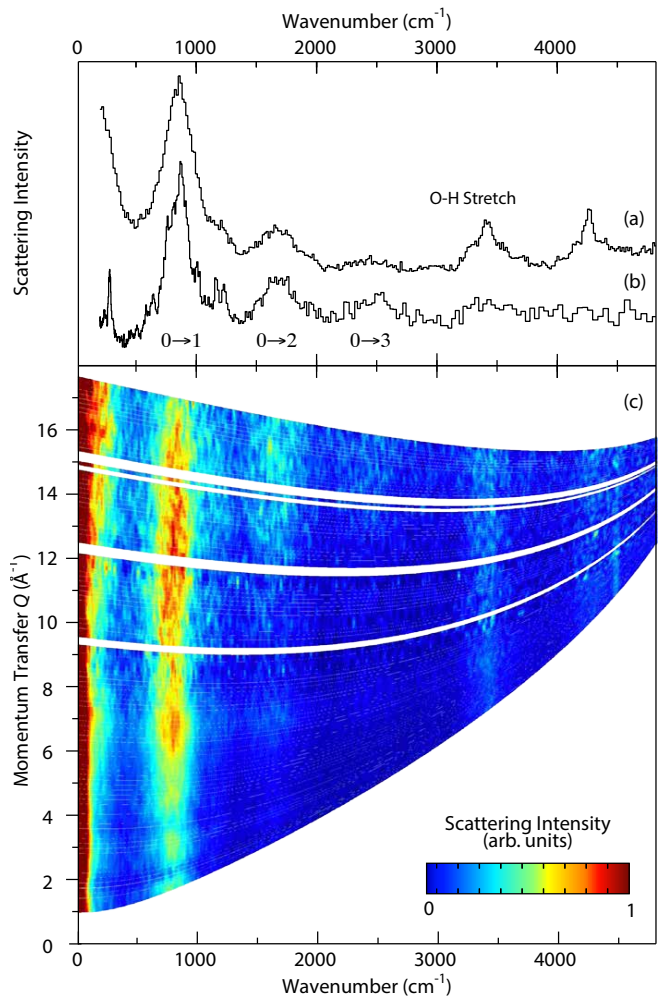 Wavenumber (cm⁻¹)
0 1000 2000 3000 4000
Scattering Intensity
O-H Stretch
(a)
(b)
0→1 0→2 0→3
(c)
16
14
12
10
8
6
4
2
0
Momentum Transfer Q (Å⁻¹)
Scattering Intensity
(arb. units)
0 1
0 1000 2000 3000 4000
Wavenumber (cm⁻¹)